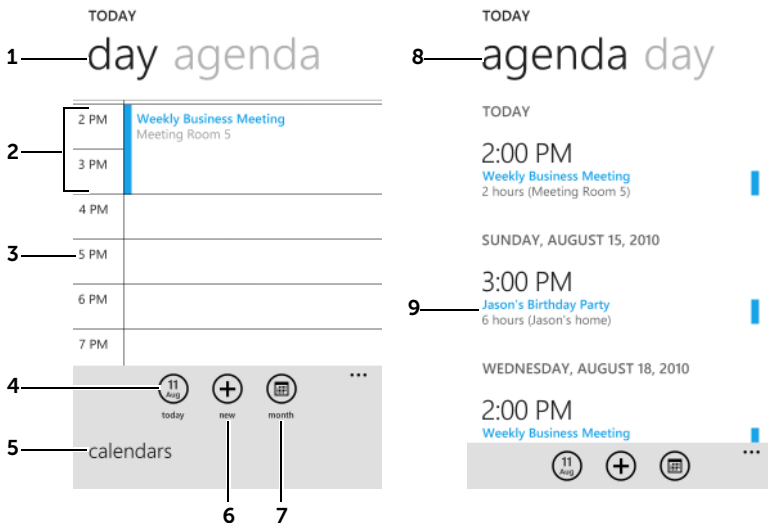 TODAY
day agenda
1
2 PM
Weekly Business Meeting
Meeting Room 5
2
3 PM
4 PM
3
5 PM
6 PM
7 PM
4
11
Aug
today
new
month
...
5
calendars
6
7
TODAY
8
agenda day
TODAY
2:00 PM
Weekly Business Meeting
2 hours (Meeting Room 5)
SUNDAY, AUGUST 15, 2010
3:00 PM
9
Jason's Birthday Party
6 hours (Jason's home)
WEDNESDAY, AUGUST 18, 2010
2:00 PM
Weekly Business Meeting
11
Aug
...